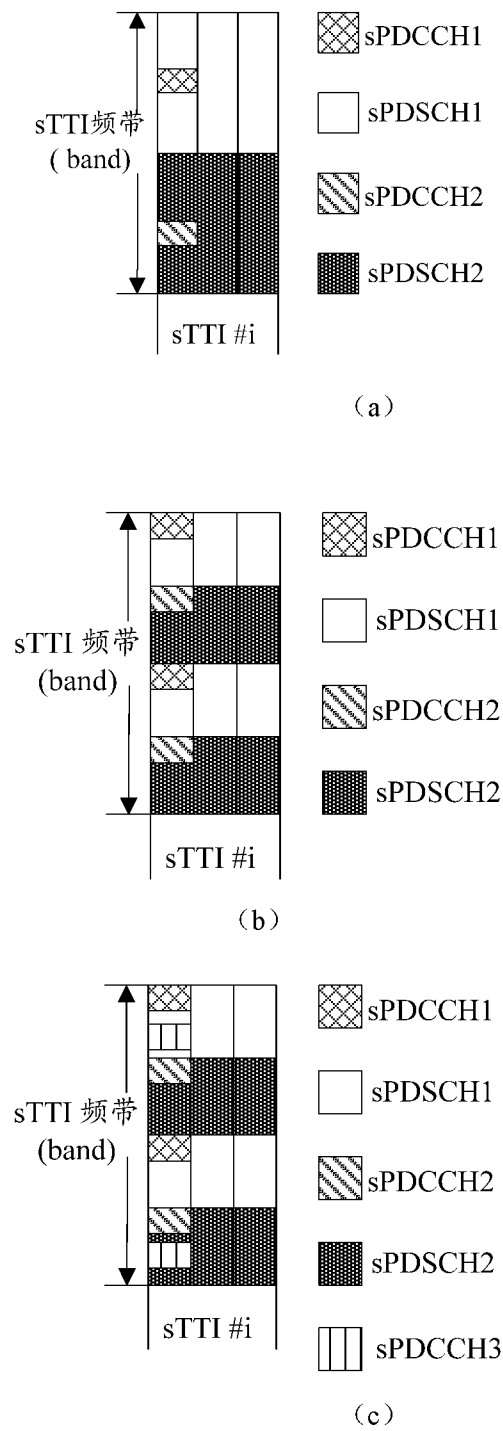 sPDCCH1
sPDSCH1
sPDCCH2
sPDSCH2
sTTI频带
( band)
sTTI #i
（a）
sPDCCH1
sPDSCH1
sPDCCH2
sPDSCH2
sTTI 频带
(band)
sTTI #i
（b）
sPDCCH1
sPDSCH1
sPDCCH2
sPDSCH2
sPDCCH3
sTTI 频带
(band)
sTTI #i
（c）